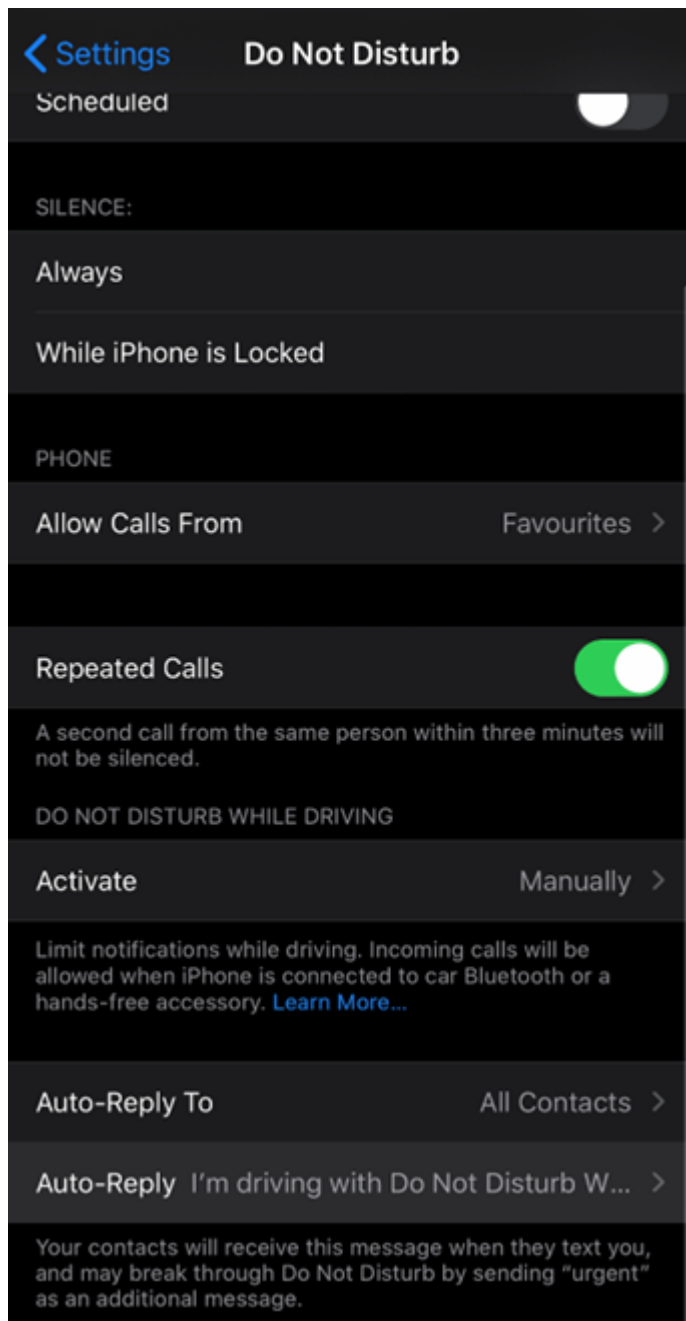 Settings Do Not Disturb
Scheduled
SILENCE:
Always
While iPhone is Locked
PHONE
Allow Calls From Favourites
Repeated Calls
A second call from the same person within three minutes will
not be silenced.
DO NOT DISTURB WHILE DRIVING
Activate Manually
Limit notifications while driving. Incoming calls will be
allowed when iPhone is connected to car Bluetooth or a
hands-free accessory. Learn More...
Auto-Reply To All Contacts
Auto-Reply I’m driving with Do Not Disturb W...
Your contacts will receive this message when they text you,
and may break through Do Not Disturb by sending “urgent”
as an additional message.